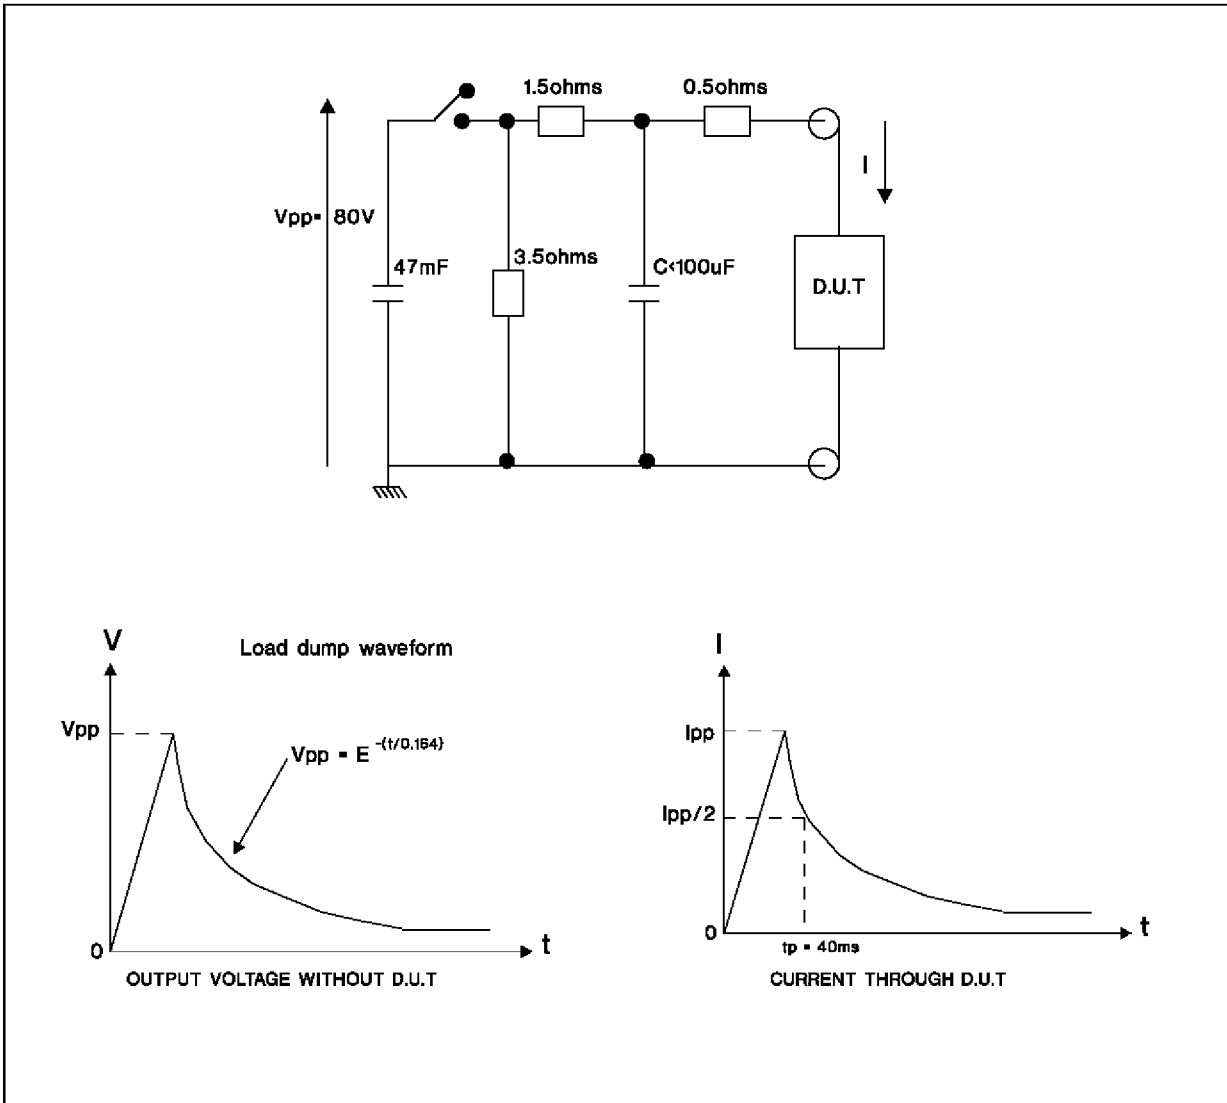 1.5ohms
0.5ohms
I
Vpp= 80V
47mF
3.5ohms
C<100uF
D.U.T
V
Load dump waveform
Vpp
Vpp = E -(t/0.164)
0
t
OUTPUT VOLTAGE WITHOUT D.U.T
I
Ipp
Ipp/2
0
t
tp = 40ms
CURRENT THROUGH D.U.T